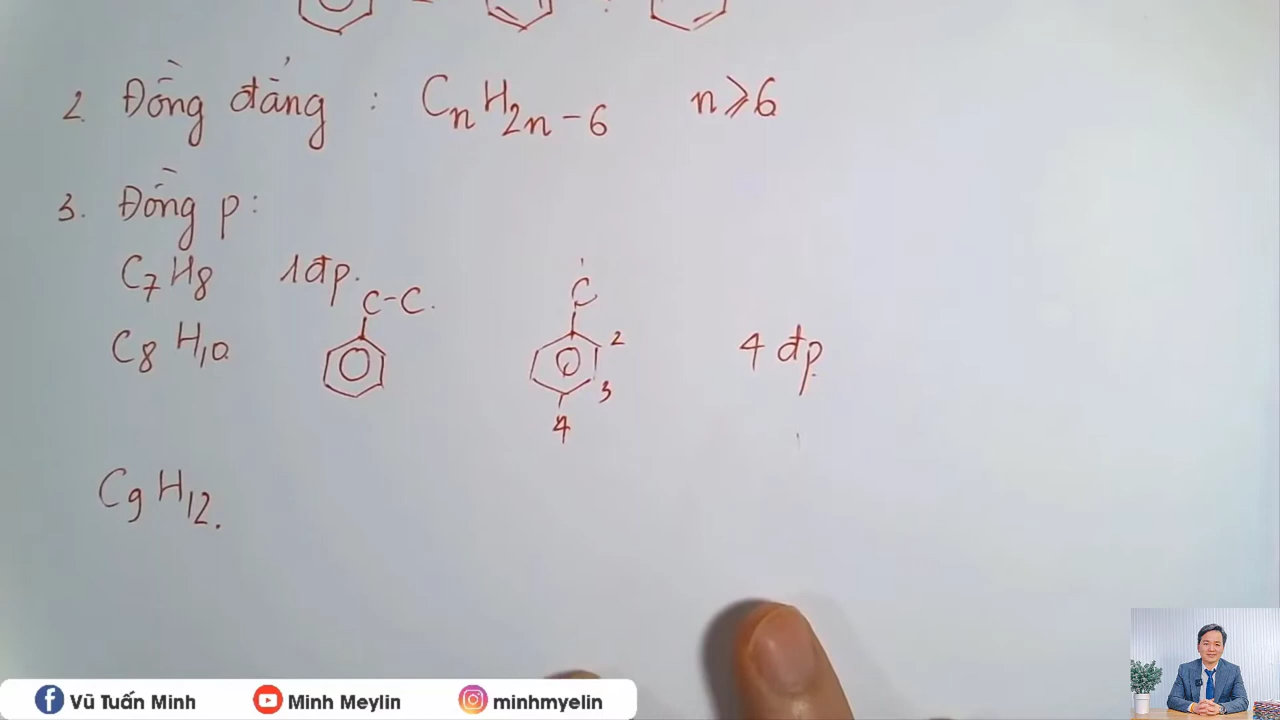 2. Đồng đẳng : CnH2n-6 n≥6
3. Đồng p:
C7H8 1đp.
C-C.
C
C8H10 2 4 đp
3
4
C9H12.
Vũ Tuấn Minh Minh Meylin minhmyelin